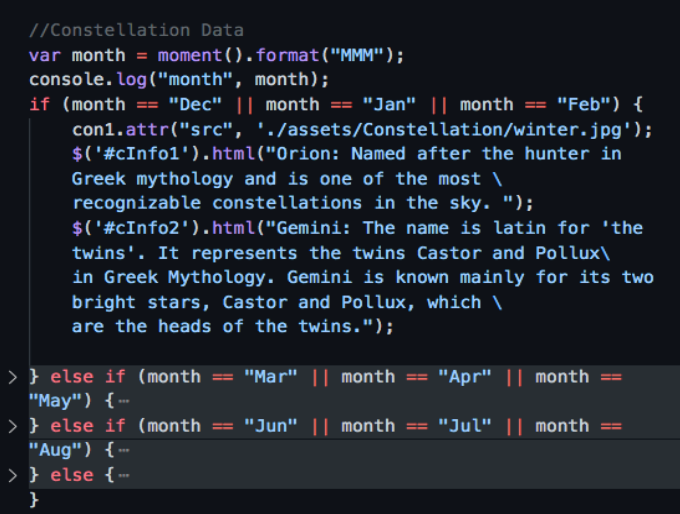 //Constellation Data
var month = moment().format("MMM");
console.log("month", month);
if (month == "Dec" || month == "Jan" || month == "Feb") {
con1.attr("src", './assets/Constellation/winter.jpg');
$('#cInfo1').html("Orion: Named after the hunter in
Greek mythology and is one of the most \
recognizable constellations in the sky. ");
$('#cInfo2').html("Gemini: The name is latin for 'the
twins'. It represents the twins Castor and Pollux\
in Greek Mythology. Gemini is known mainly for its two
bright stars, Castor and Pollux, which \
are the heads of the twins.");
} else if (month == "Mar" || month == "Apr" || month ==
"May") {…
} else if (month == "Jun" || month == "Jul" || month ==
"Aug") {…
} else {…
}